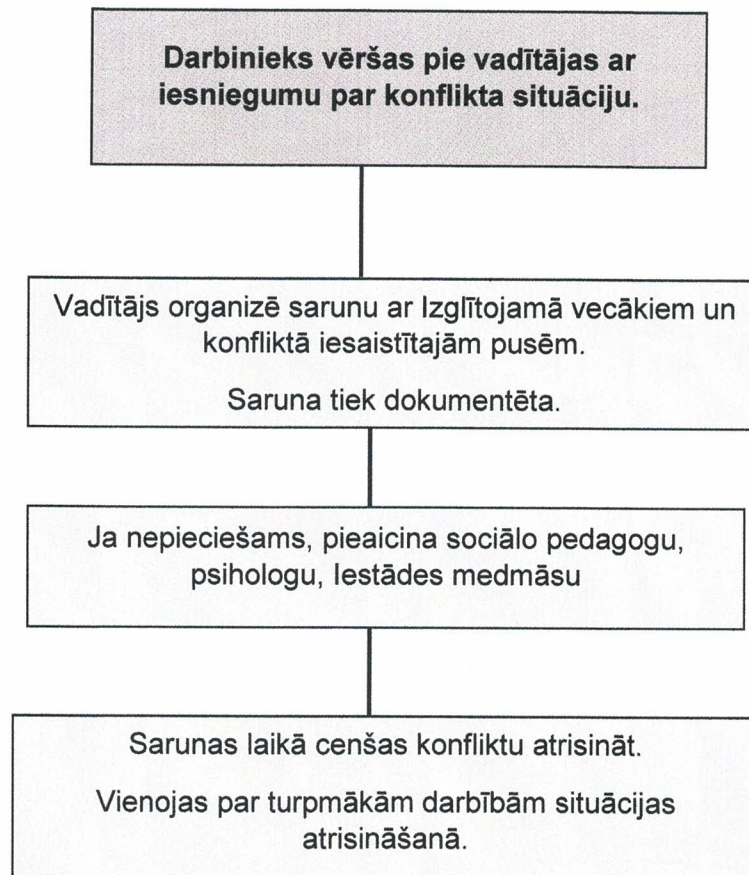 Darbinieks vēršas pie vadītājas ar
iesniegumu par konflikta situāciju.
Vadītājs organizē sarunu ar Izglītojamā vecākiem un
konfliktā iesaistītajām pusēm.
Saruna tiek dokumentēta.
Ja nepieciešams, pieaicina sociālo pedagogu,
psihologu, Iestādes medmāsu
Sarunas laikā cenšas konfliktu atrisināt.
Vienojas par turpmākām darbībām situācijas
atrisināšanā.